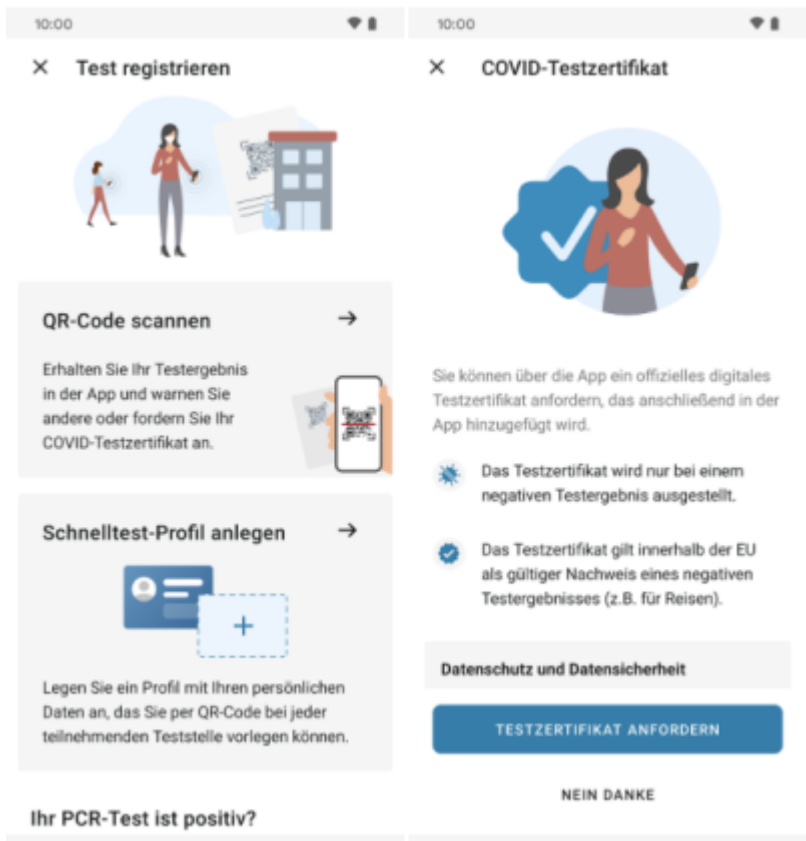 10:00
Test registrieren
QR-Code scannen
Erhalten Sie Ihr Testergebnis
in der App und warnen Sie
andere oder fordern Sie Ihr
COVID-Testzertifikat an.
Schnelltest-Profil anlegen
Legen Sie ein Profil mit Ihren persönlichen
Daten an, das Sie per QR-Code bei jeder
teilnehmenden Teststelle vorlegen können.
Ihr PCR-Test ist positiv?
10:00
COVID-Testzertifikat
Sie können über die App ein offizielles digitales
Testzertifikat anfordern, das anschließend in der
App hinzugefügt wird.
Das Testzertifikat wird nur bei einem
negativen Testergebnis ausgestellt.
Das Testzertifikat gilt innerhalb der EU
als gültiger Nachweis eines negativen
Testergebnisses (z.B. für Reisen).
Datenschutz und Datensicherheit
TESTZERTIFIKAT ANFORDERN
NEIN DANKE